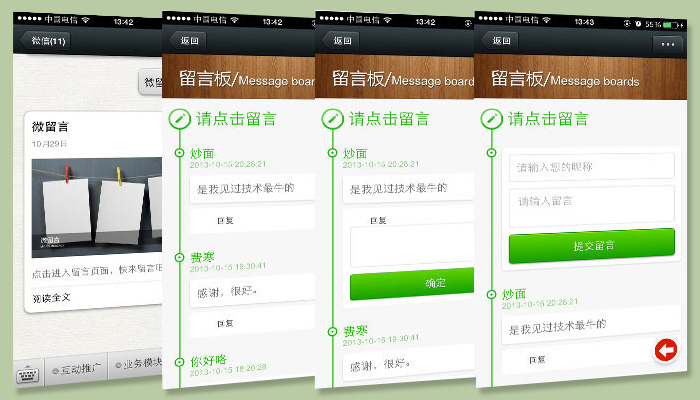 中国电信 13:42
微信(11)
微留
微留言
10月29日
微留言
点击进入留言页面，快来留言吧
阅读全文
互动推广
业务模块
中国电信 13:42
返回
留言板/Message boar
请点击留言
炒面
2013-10-15 20:28:21
是我见过技术最牛的
回复
费寒
2013-10-15 19:30:41
感谢，很好。
回复
你好咯
2013-10-15 18:20:28
中国电信 13:42
返回
留言板/Message board
请点击留言
炒面
2013-10-15 20:28:21
是我见过技术最牛的
回复
确定
费寒
2013-10-15 19:30:41
感谢，很好。
中国电信 13:43 55%
返回
留言板/Message boards
请点击留言
请输入您的昵称
请输入留言
提交留言
炒面
2013-10-15 20:28:21
是我见过技术最牛的
回复